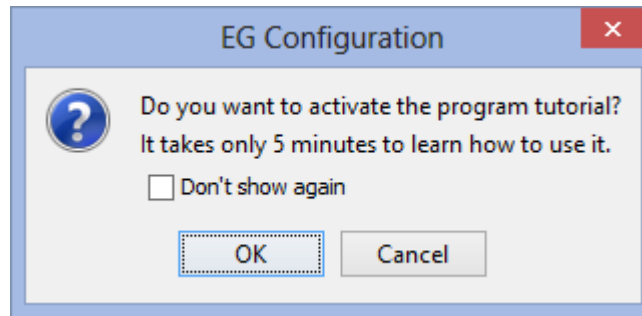 EG Configuration
Do you want to activate the program tutorial?
It takes only 5 minutes to learn how to use it.
Don't show again
OK Cancel